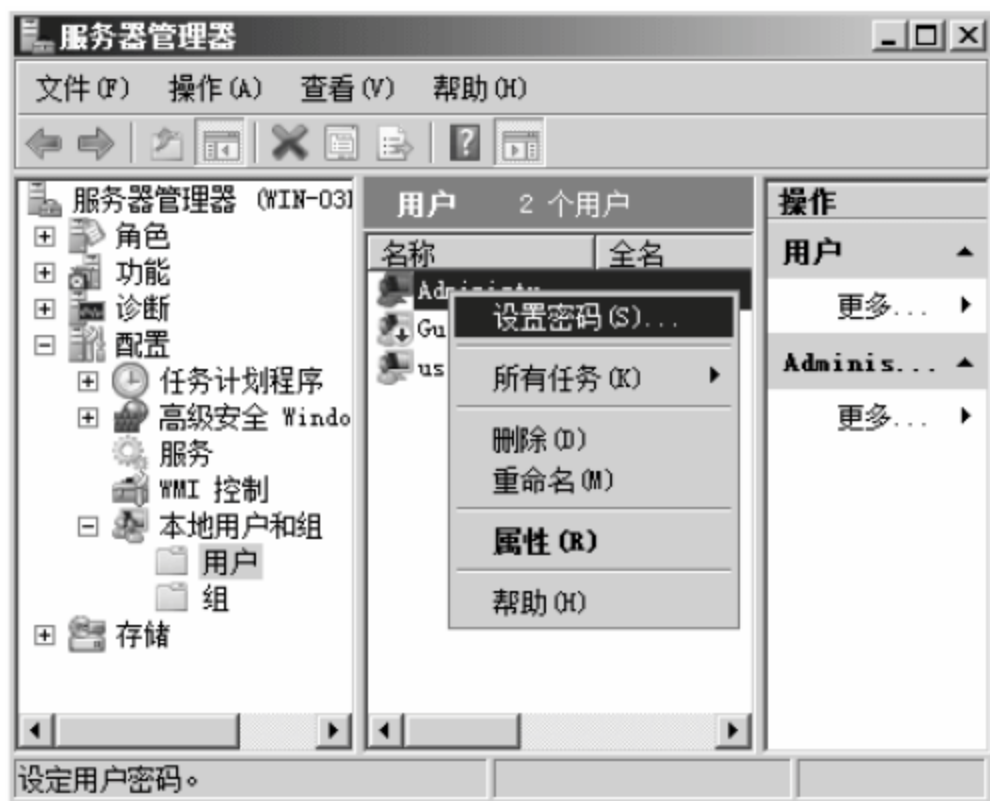 服务器管理器
文件(F) 操作(A) 查看(V) 帮助(H)
服务器管理器 (WIN-03
角色
功能
诊断
配置
任务计划程序
高级安全 Windo
服务
WMI 控制
本地用户和组
用户
组
存储
用户 2 个用户
名称 全名
Administr
Gu
us
设置密码(S)...
所有任务(K)
删除(D)
重命名(M)
属性(R)
帮助(H)
操作
用户
更多...
Adminis...
更多...
设定用户密码。